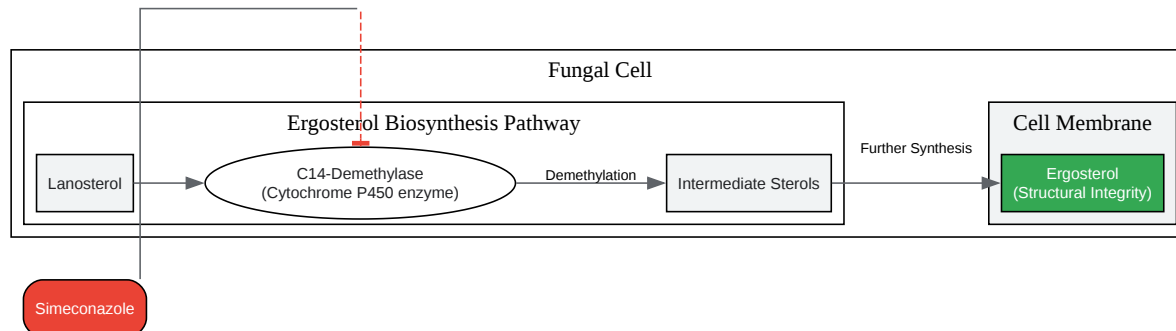 Fungal Cell
Ergosterol Biosynthesis Pathway
Cell Membrane
Lanosterol
C14-Demethylase
(Cytochrome P450 enzyme)
Demethylation
Intermediate Sterols
Further Synthesis
Ergosterol
(Structural Integrity)
Simeconazole